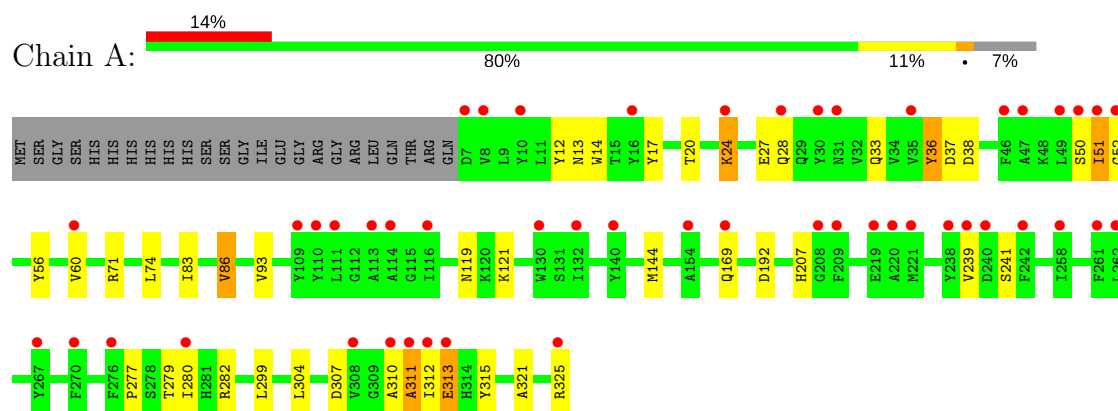 14%
Chain A:
80% 11% • 7%
MET SER GLY SER HIS HIS HIS HIS HIS HIS SER SER GLY ILE GLU GLY ARG GLY ARG LEU GLN THR ARG GLN D7 V8 L9 Y10 L11 Y12 N13 W14 T15 Y16 Y17 T20 K24 E27 Q28 Q29 Y30 N31 V32 Q33 V34 V35 Y36 D37 D38 F46 A47 K48 L49 S50 I51 G52
Y56 V60 R71 L74 I83 V86 V93 Y109 Y110 L111 G112 A113 A114 G115 I116 N119 K120 K121 W130 S131 I132 Y140 M144 A154 Q169 D192 H207 G208 F209 E219 A220 M221 Y238 V239 D240 S241 F242 I258 F261
Y267 F270 F276 P277 S278 T279 I280 H281 R282 L299 L304 D307 V308 G309 A310 A311 I312 E313 H314 Y315 A321 R325